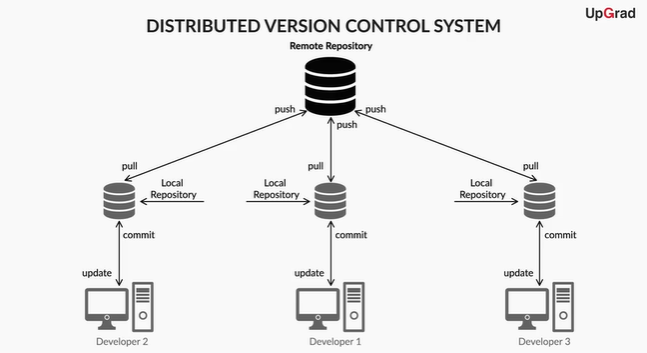 UpGrad
DISTRIBUTED VERSION CONTROL SYSTEM
Remote Repository
push
push
push
pull
pull
pull
Local
Repository
Local
Repository
Local
Repository
commit
commit
commit
update
update
update
Developer 2
Developer 1
Developer 3